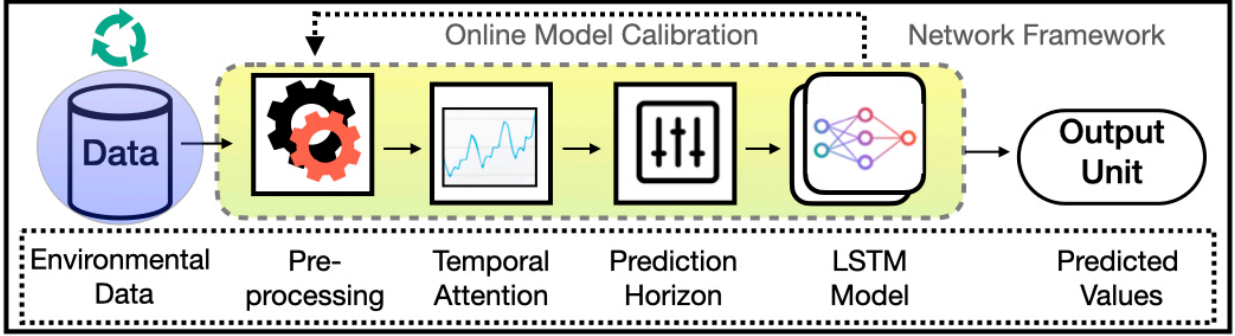 Online Model Calibration
Network Framework
Data
Output
Unit
Environmental
Data
Pre-
processing
Temporal
Attention
Prediction
Horizon
LSTM
Model
Predicted
Values